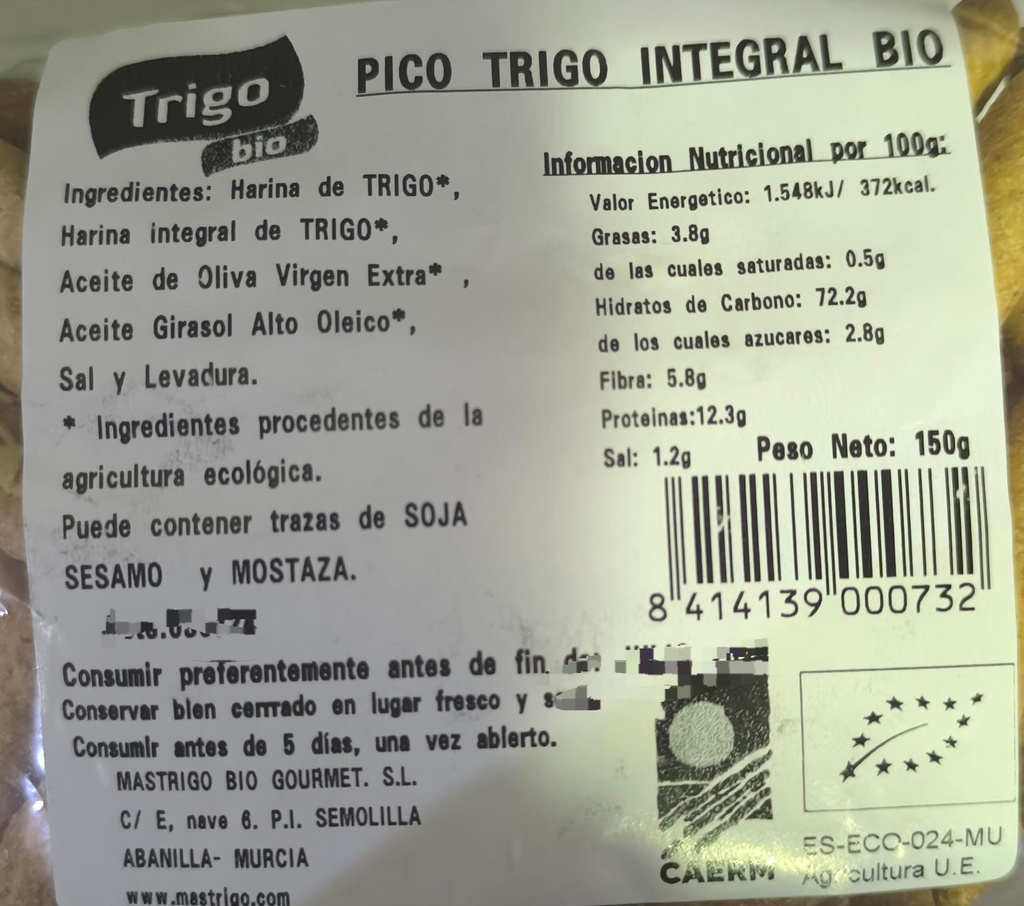 Trigo
bio
PICO TRIGO INTEGRAL BIO
Ingredientes: Harina de TRIGO*,
Harina integral de TRIGO*,
Aceite de Oliva Virgen Extra* ,
Aceite Girasol Alto Oleico*,
Sal y Levadura.
* Ingredientes procedentes de la
agricultura ecológica.
Puede contener trazas de SOJA
SESAMO y MOSTAZA.
Informacion Nutricional por 100g:
Valor Energetico: 1.548kJ/ 372kcal.
Grasas: 3.8g
de las cuales saturadas: 0.5g
Hidratos de Carbono: 72.2g
de los cuales azucares: 2.8g
Fibra: 5.8g
Proteinas:12.3g
Sal: 1.2g
Peso Neto: 150g
8 414139 000732
Consumir preferentemente antes de fin
Conservar bien cerrrado en lugar fresco y
Consumir antes de 5 días, una vez abierto.
MASTRIGO BIO GOURMET. S.L.
C/ E, nave 6. P.I. SEMOLILLA
ABANILLA- MURCIA
www.mastrigo.com
CAERM
ES-ECO-024-MU
Agricultura U.E.